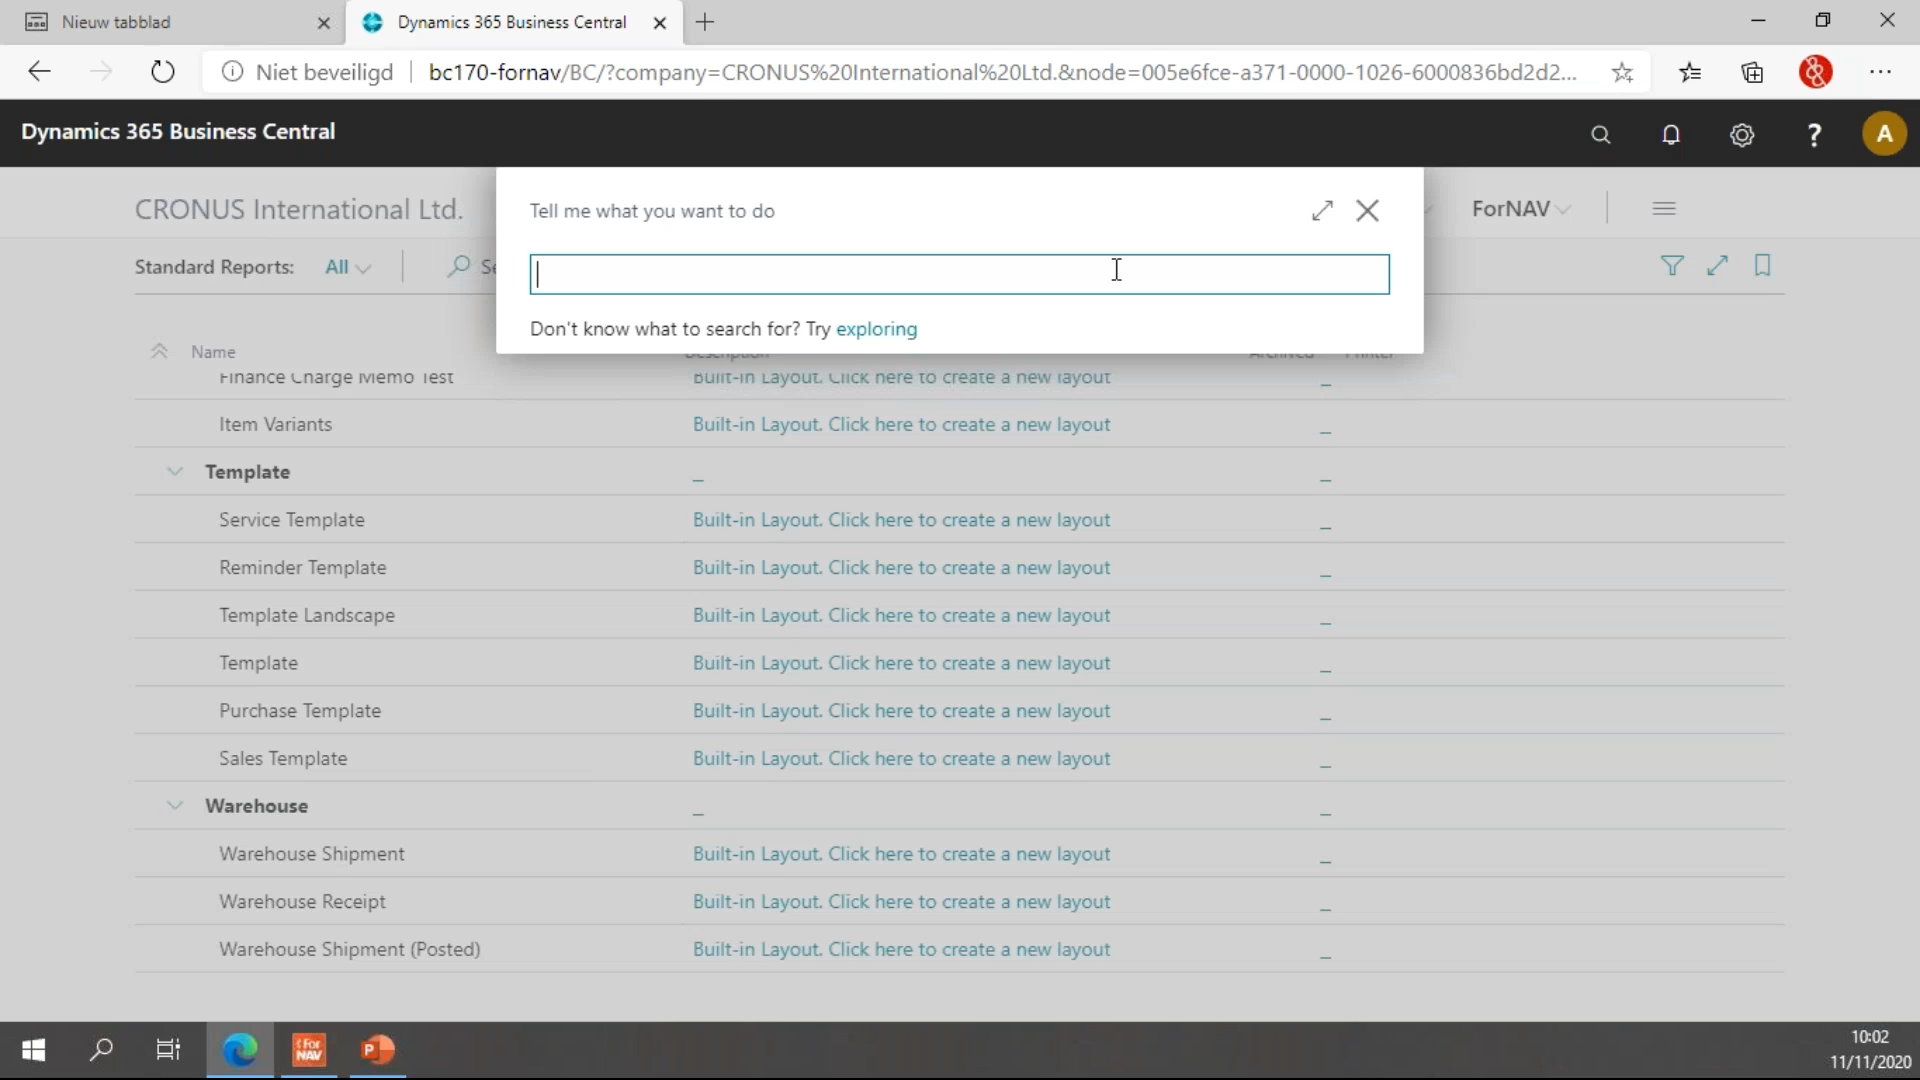 Nieuw tabblad
Dynamics 365 Business Central
Niet beveiligd
bc170-fornav/BC/?company=CRONUS%20International%20Ltd.&node=005e6fce-a371-0000-1026-6000836bd2d2...
Dynamics 365 Business Central
A
CRONUS International Ltd.
Tell me what you want to do
ForNAV
Standard Reports: All
Don't know what to search for? Try exploring
Name Description Archived Printer
Finance Charge Memo Test Built-in Layout. Click here to create a new layout _
Item Variants Built-in Layout. Click here to create a new layout _
Template _ _
Service Template Built-in Layout. Click here to create a new layout _
Reminder Template Built-in Layout. Click here to create a new layout _
Template Landscape Built-in Layout. Click here to create a new layout _
Template Built-in Layout. Click here to create a new layout _
Purchase Template Built-in Layout. Click here to create a new layout _
Sales Template Built-in Layout. Click here to create a new layout _
Warehouse _ _
Warehouse Shipment Built-in Layout. Click here to create a new layout _
Warehouse Receipt Built-in Layout. Click here to create a new layout _
Warehouse Shipment (Posted) Built-in Layout. Click here to create a new layout _
For NAV
P
10:02
11/11/2020